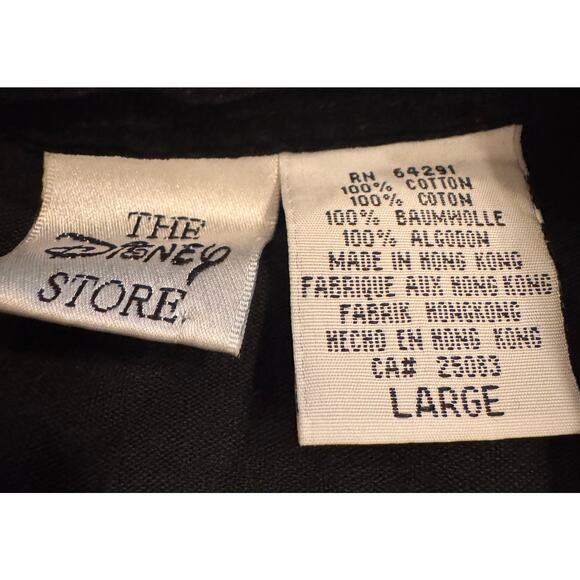 THE
DISNEY
STORE
RN 64291
100% COTTON
100% COTON
100% BAUMWOLLE
100% ALGODON
MADE IN HONG KONG
FABRIQUE AUX HONG KONG
FABRIK HONGKONG
HECHO EN HONG KONG
CA# 25083
LARGE